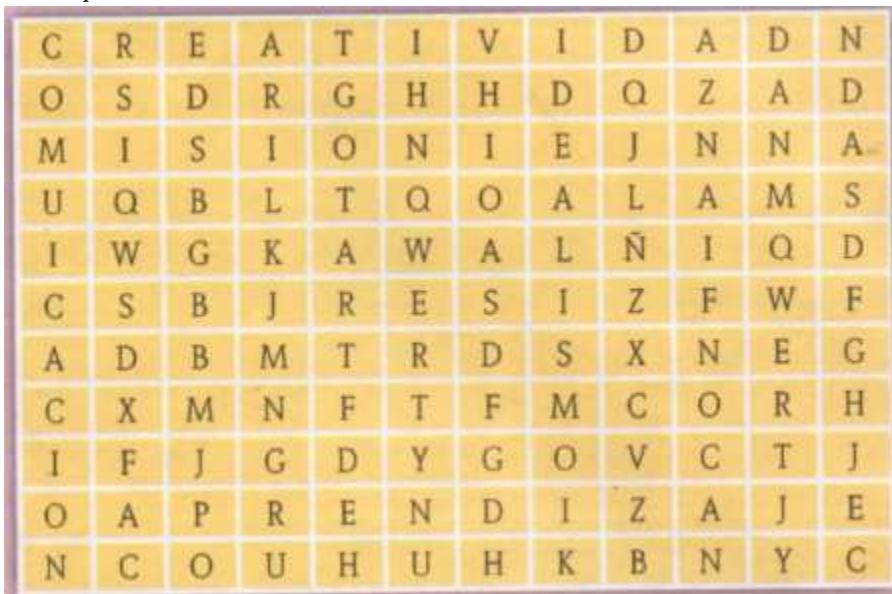 C R E A T I V I D A D N
O S D R G H H D Q Z A D
M I S I O N I E J N N A
U Q B L T Q O A L A M S
I W G K A W A L Ñ I Q D
C S B J R E S I Z F W F
A D B M T R D S X N E G
C X M N F T F M C O R H
I F J G D Y G O V C T J
O A P R E N D I Z A J E
N C O U H U H K B N Y C